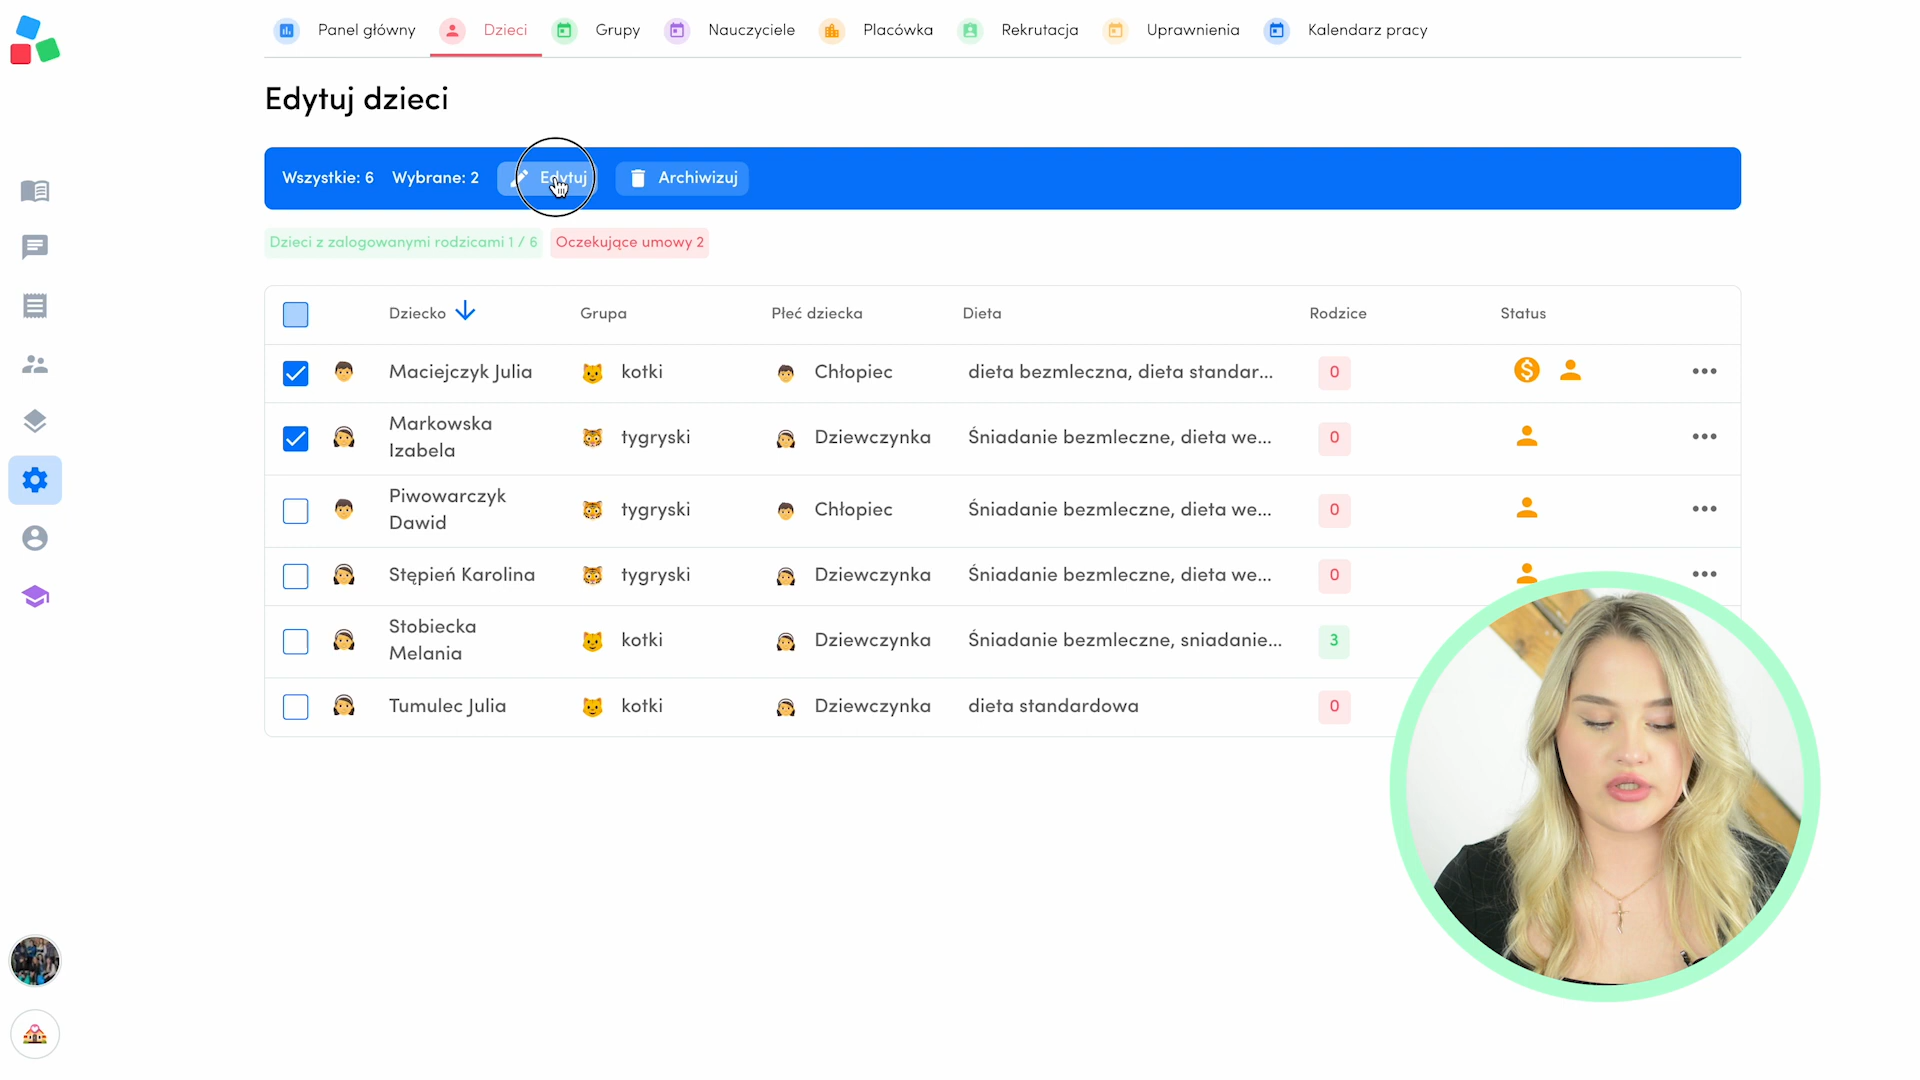 Panel główny Dzieci Grupy Nauczyciele Placówka Rekrutacja Uprawnienia Kalendarz pracy
Edytuj dzieci
Wszystkie: 6 Wybrane: 2 Edytuj Archiwizuj
Dzieci z zalogowanymi rodzicami 1 / 6 Oczekujące umowy 2
Dziecko Grupa Płeć dziecka Dieta Rodzice Status
Maciejczyk Julia kotki Chłopiec dieta bezmleczna, dieta standar... 0
Markowska
Izabela tygryski Dziewczynka Śniadanie bezmleczne, dieta we... 0
Piwowarczyk
Dawid tygryski Chłopiec Śniadanie bezmleczne, dieta we... 0
Stępień Karolina tygryski Dziewczynka Śniadanie bezmleczne, dieta we... 0
Stobiecka
Melania kotki Dziewczynka Śniadanie bezmleczne, sniadanie... 3
Tumulec Julia kotki Dziewczynka dieta standardowa 0